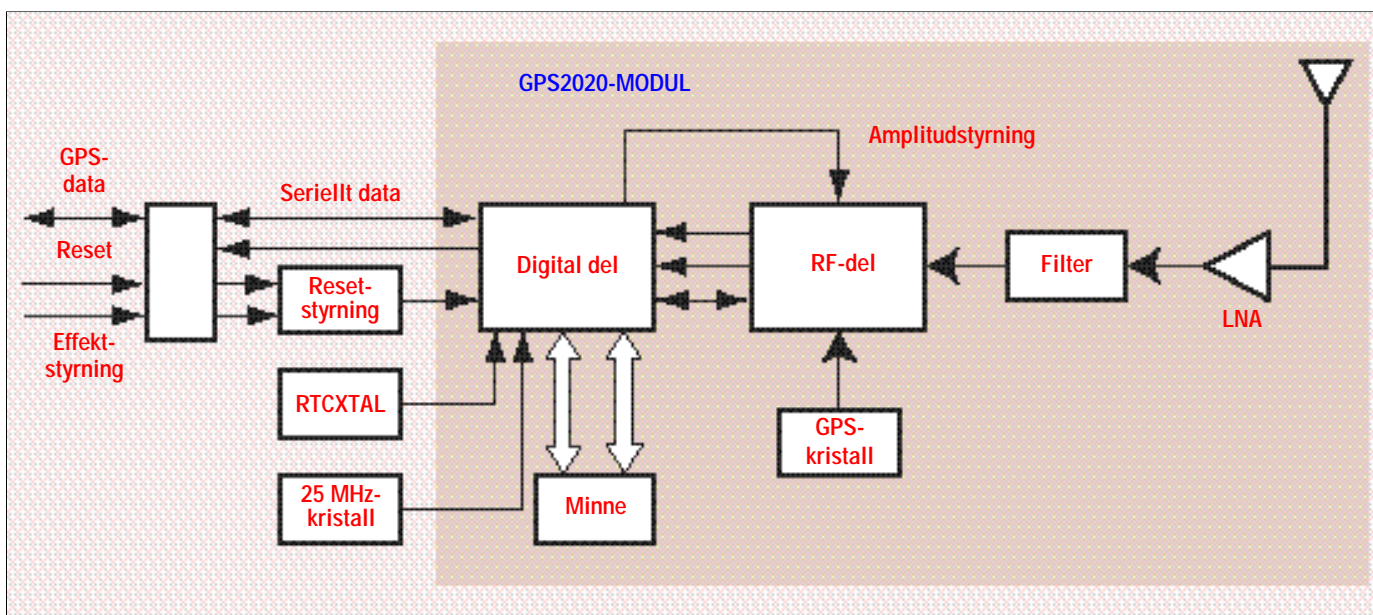 GPS2020-MODUL
Amplitudstyrning
GPS-
data
Seriellt data
Reset
Digital del
RF-del
Filter
LNA
Reset-
styrning
Effekt-
styrning
RTCXTAL
GPS-
kristall
25 MHz-
kristall
Minne